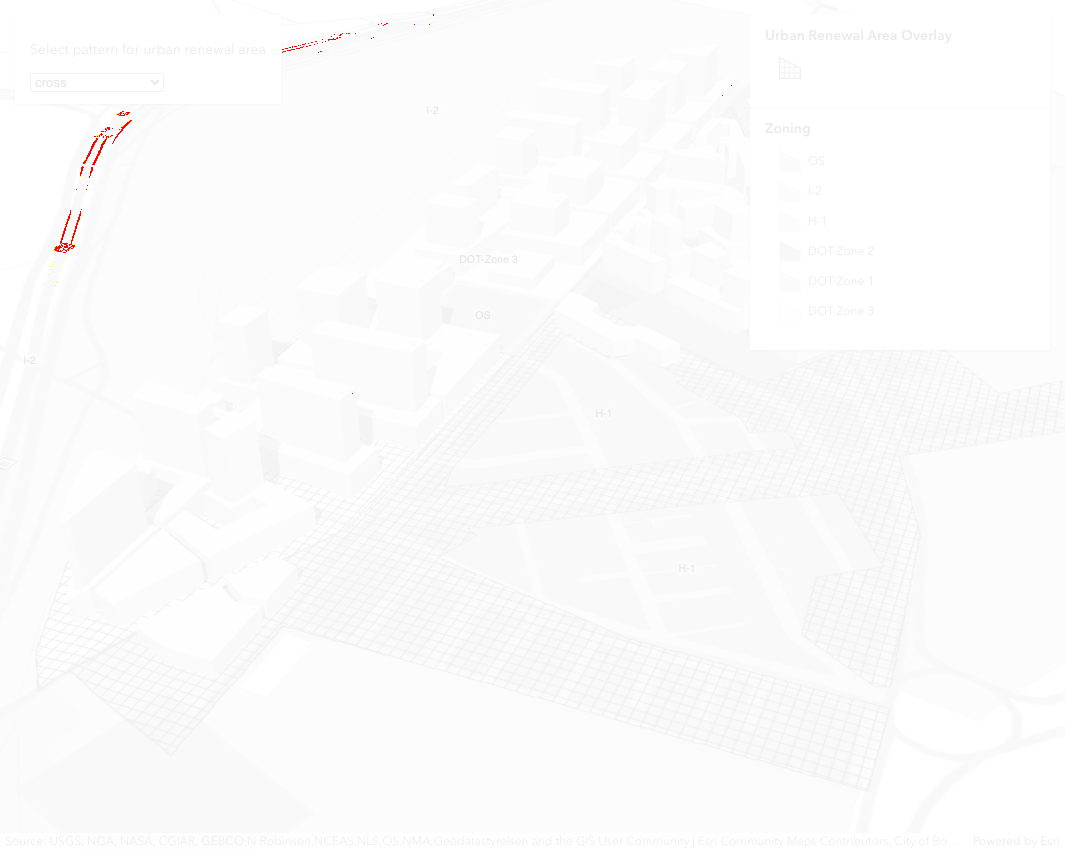 Select pattern for urban renewal area
cross
Urban Renewal Area Overlay
Zoning
OS
I-2
H-1
DOT-Zone 2
DOT-Zone 1
DOT-Zone 3
I-2
DOT-Zone 3
OS
I-2
H-1
H-1
Source: USGS, NGA, NASA, CGIAR, GEBCO,N Robinson,NCEAS,NLS,OS,NMA,Geodatastyrelsen and the GIS User Community | Esri Community Maps Contributors, City of Bo... Powered by Esri